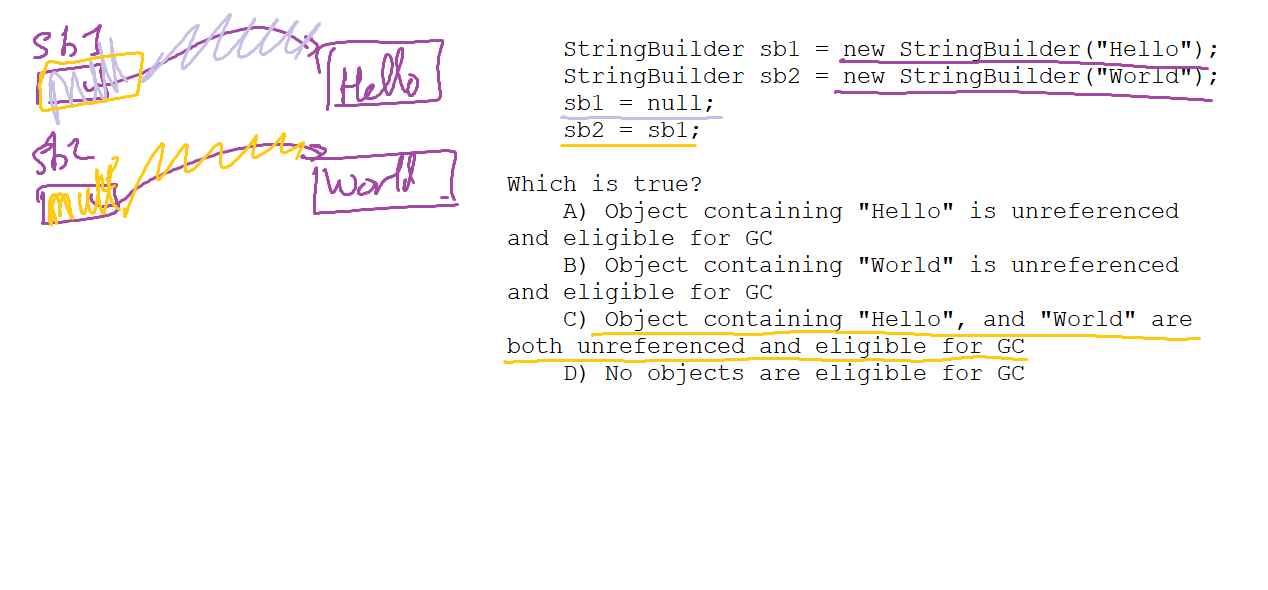 sb1
null
Hello
sb2
null
World
StringBuilder sb1 = new StringBuilder("Hello");
StringBuilder sb2 = new StringBuilder("World");
sb1 = null;
sb2 = sb1;
Which is true?
A) Object containing "Hello" is unreferenced
and eligible for GC
B) Object containing "World" is unreferenced
and eligible for GC
C) Object containing "Hello", and "World" are
both unreferenced and eligible for GC
D) No objects are eligible for GC